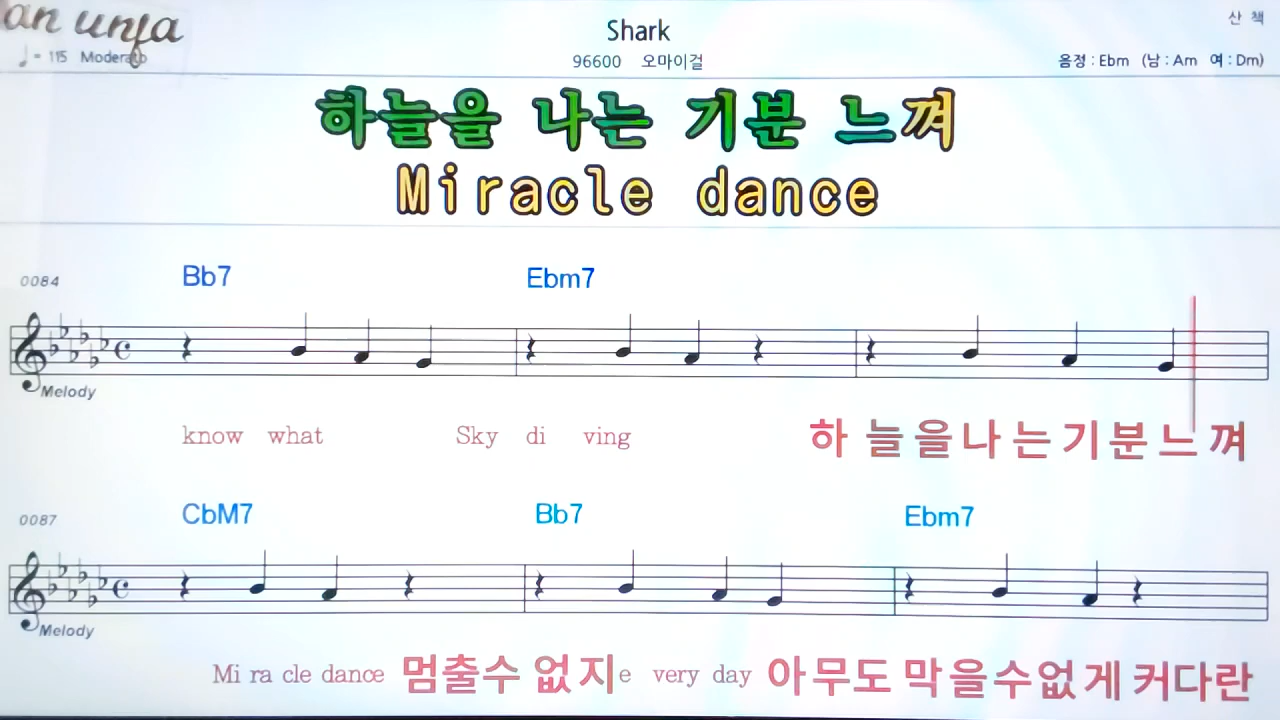 Shark
산 책
♩= 115 Moderato
96600 오마이걸
음정 : Ebm (남 : Am 여 : Dm)
하늘을 나는 기분 느껴
Miracle dance
0084 Bb7 Ebm7
Melody
know what Sky di ving 하 늘을나는기분느껴
0087 CbM7 Bb7 Ebm7
Melody
Mi ra cle dance 멈출수 없지e very day 아무도 막을수없게 커다란